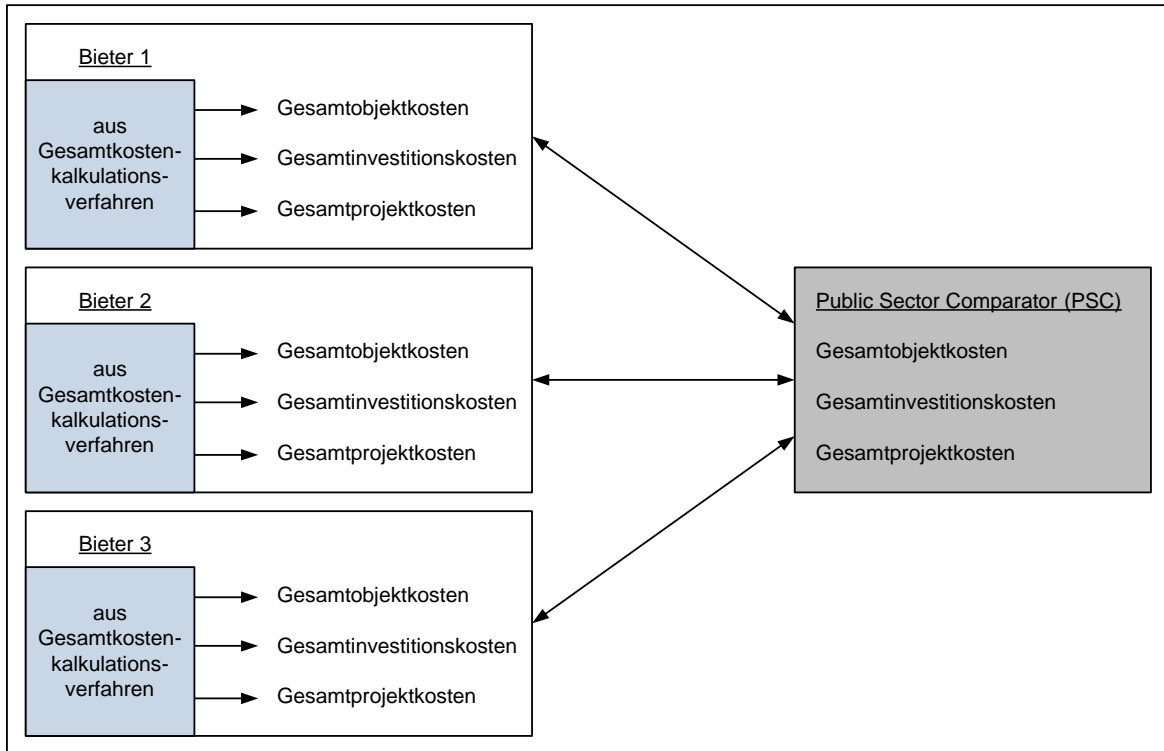 Bieter 1
aus
Gesamtkosten-
kalkulations-
verfahren
Gesamtobjektkosten
Gesamtinvestitionskosten
Gesamtprojektkosten
Bieter 2
aus
Gesamtkosten-
kalkulations-
verfahren
Gesamtobjektkosten
Gesamtinvestitionskosten
Gesamtprojektkosten
Bieter 3
aus
Gesamtkosten-
kalkulations-
verfahren
Gesamtobjektkosten
Gesamtinvestitionskosten
Gesamtprojektkosten
Public Sector Comparator (PSC)
Gesamtobjektkosten
Gesamtinvestitionskosten
Gesamtprojektkosten